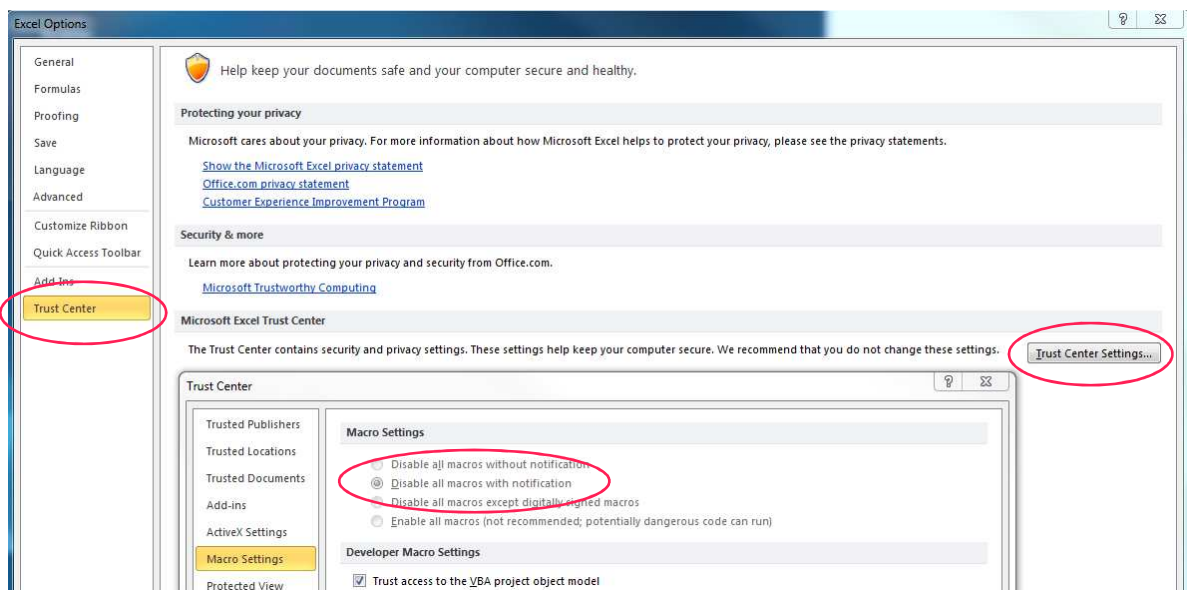 Excel Options
General
Formulas
Proofing
Save
Language
Advanced
Customize Ribbon
Quick Access Toolbar
Add-Ins
Trust Center
Help keep your documents safe and your computer secure and healthy.
Protecting your privacy
Microsoft cares about your privacy. For more information about how Microsoft Excel helps to protect your privacy, please see the privacy statements.
Show the Microsoft Excel privacy statement
Office.com privacy statement
Customer Experience Improvement Program
Security & more
Learn more about protecting your privacy and security from Office.com.
Microsoft Trustworthy Computing
Microsoft Excel Trust Center
The Trust Center contains security and privacy settings. These settings help keep your computer secure. We recommend that you do not change these settings.
Trust Center Settings...
Trust Center
Trusted Publishers
Trusted Locations
Trusted Documents
Add-ins
ActiveX Settings
Macro Settings
Protected View
Macro Settings
Disable all macros without notification
Disable all macros with notification
Disable all macros except digitally signed macros
Enable all macros (not recommended; potentially dangerous code can run)
Developer Macro Settings
Trust access to the VBA project object model